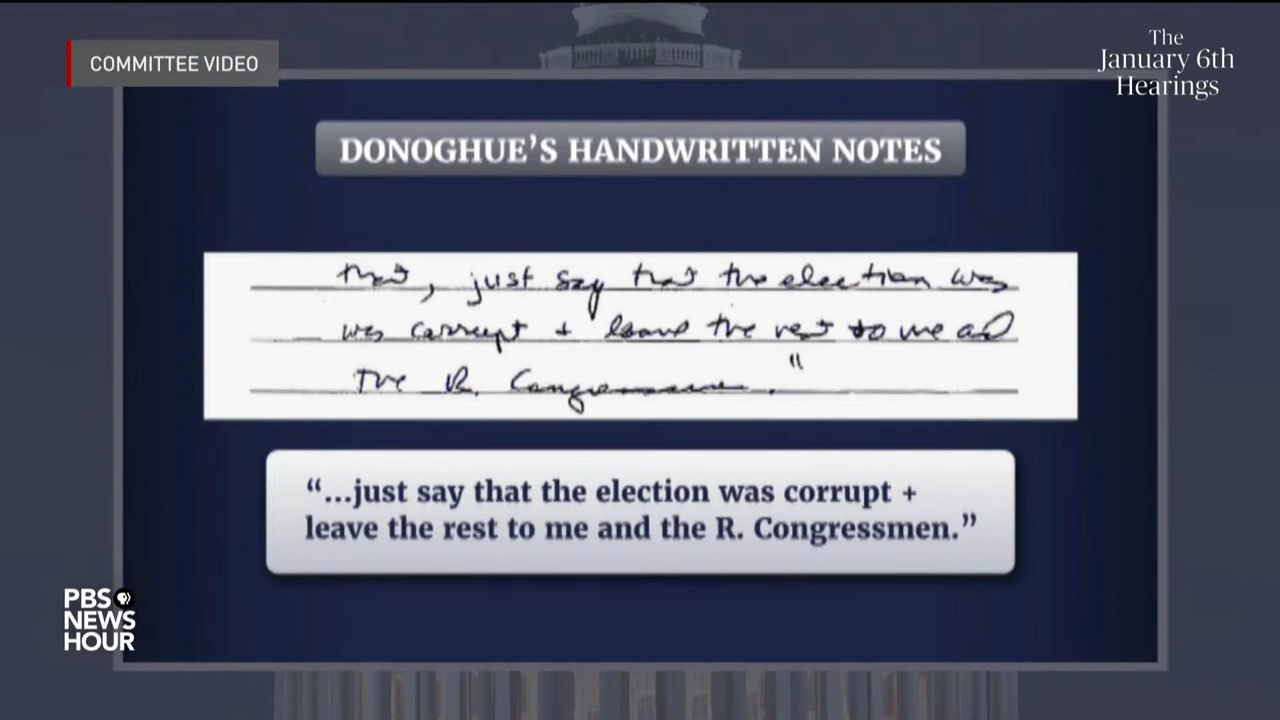 COMMITTEE VIDEO
The
January 6th
Hearings
DONOGHUE’S HANDWRITTEN NOTES
that, just say that the election was
was corrupt + leave the rest to me and
the R. Congressmen."
“...just say that the election was corrupt +
leave the rest to me and the R. Congressmen.”
PBS
NEWS
HOUR